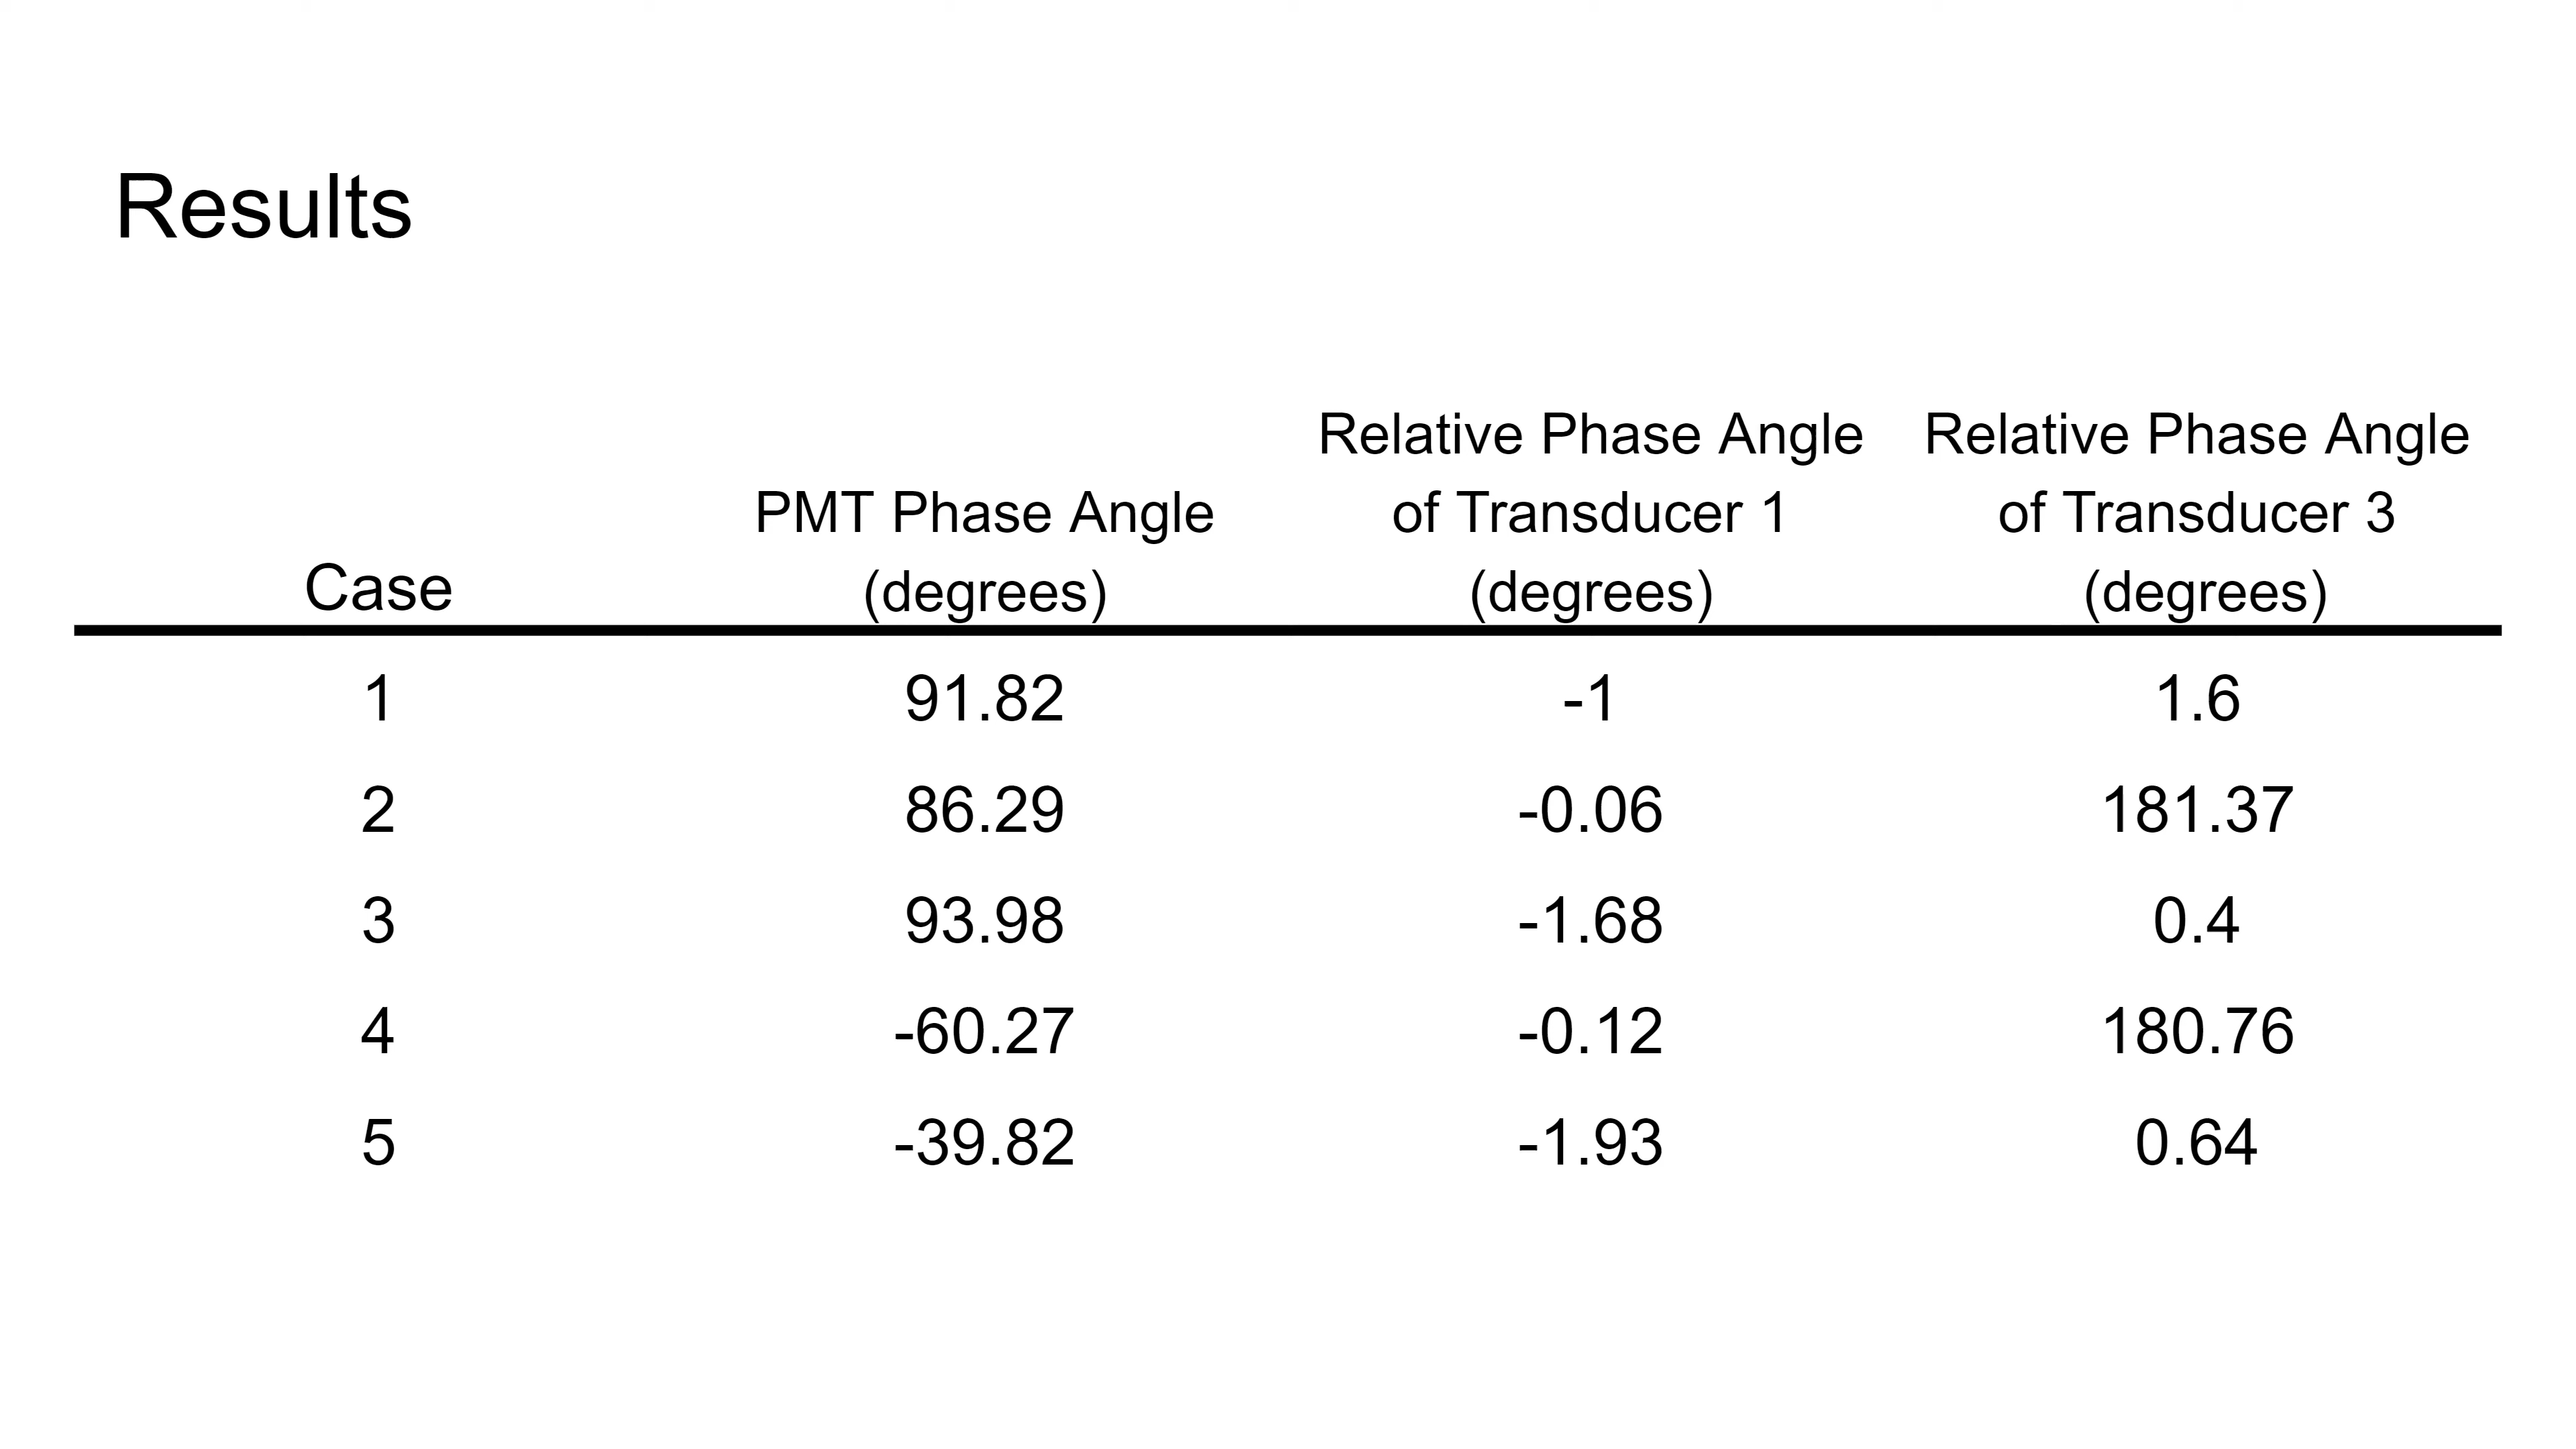 Results
Relative Phase Angle Relative Phase Angle
PMT Phase Angle of Transducer 1 of Transducer 3
Case (degrees) (degrees) (degrees)
1 91.82 -1 1.6
2 86.29 -0.06 181.37
3 93.98 -1.68 0.4
4 -60.27 -0.12 180.76
5 -39.82 -1.93 0.64